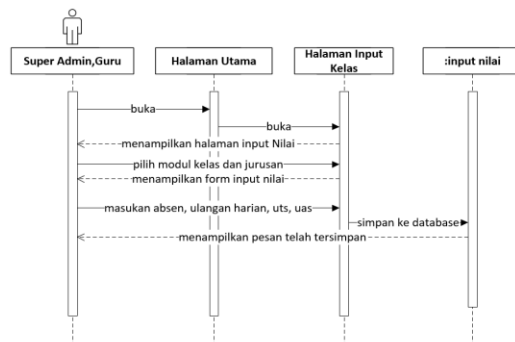 Super Admin,Guru
Halaman Utama
Halaman Input
Kelas
:input nilai
buka
buka
menampilkan halaman input Nilai
pilih modul kelas dan jurusan
menampilkan form input nilai
masukan absen, ulangan harian, uts, uas
simpan ke database
menampilkan pesan telah tersimpan